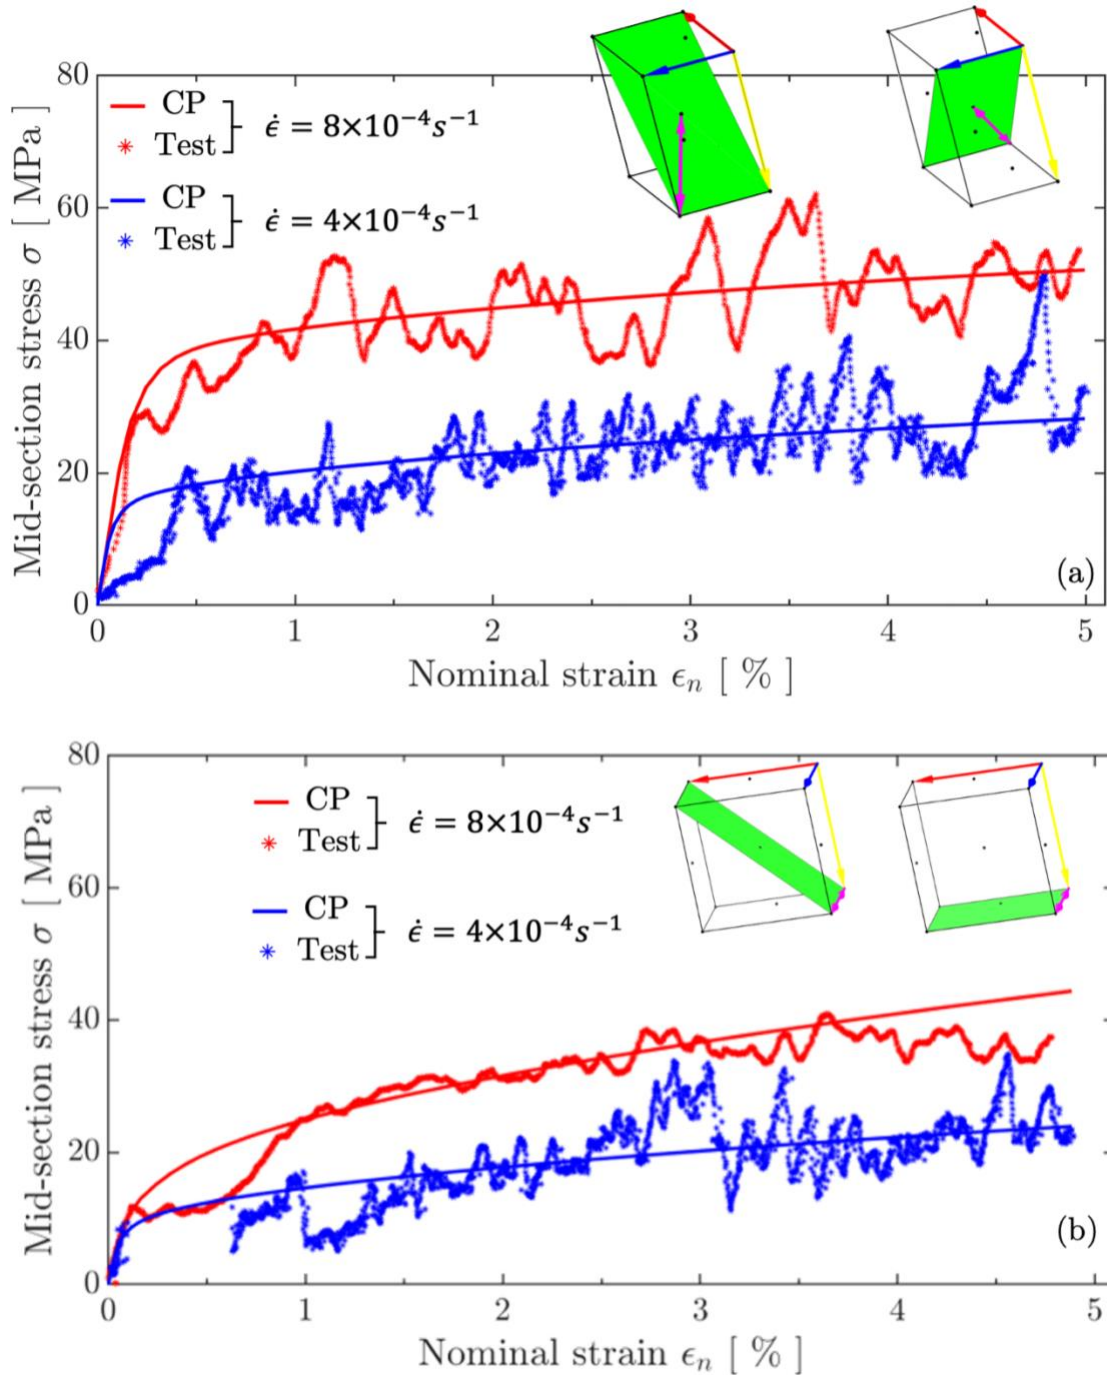 80
60
40
20
0
Mid-section stress σ [ MPa ]
CP
Test
ϵ̇ = 8×10⁻⁴s⁻¹
CP
Test
ϵ̇ = 4×10⁻⁴s⁻¹
(a)
0 1 2 3 4 5
Nominal strain ϵₙ [ % ]
80
60
40
20
0
Mid-section stress σ [ MPa ]
CP
Test
ϵ̇ = 8×10⁻⁴s⁻¹
CP
Test
ϵ̇ = 4×10⁻⁴s⁻¹
(b)
0 1 2 3 4 5
Nominal strain ϵₙ [ % ]